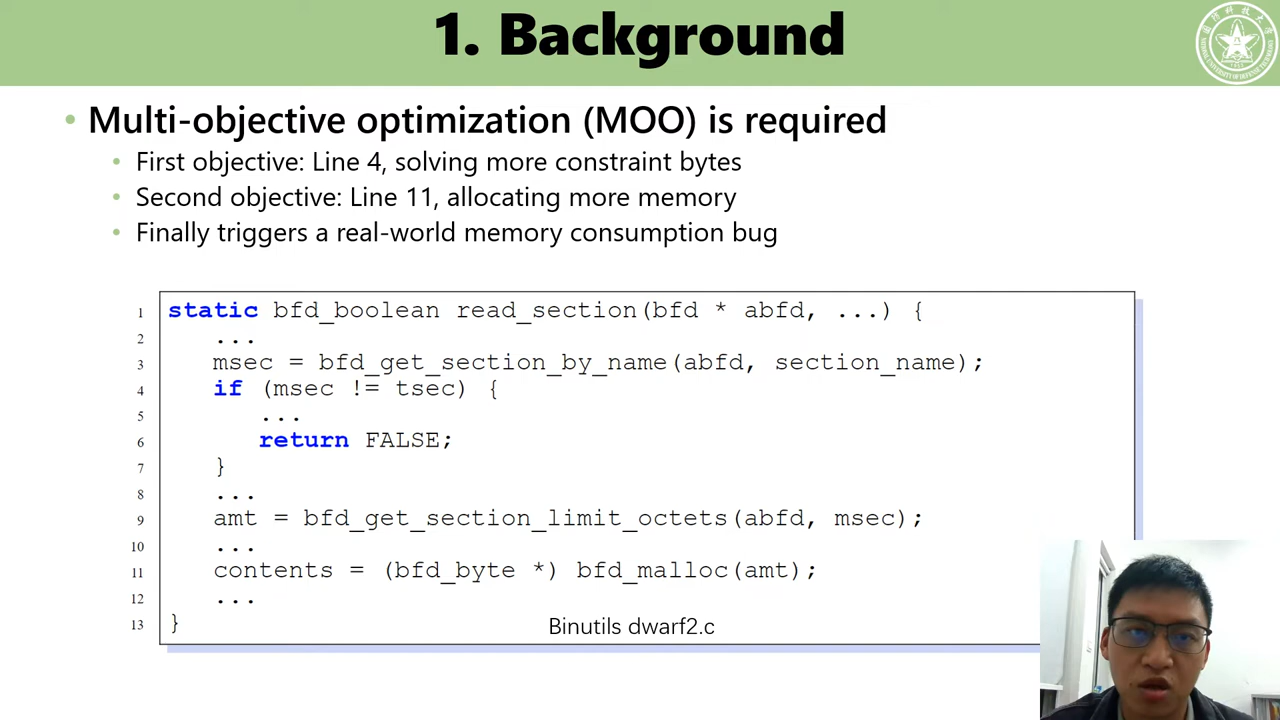 1. Background
• Multi-objective optimization (MOO) is required
• First objective: Line 4, solving more constraint bytes
• Second objective: Line 11, allocating more memory
• Finally triggers a real-world memory consumption bug
1 static bfd_boolean read_section(bfd * abfd, ...) {
2 ...
3 msec = bfd_get_section_by_name(abfd, section_name);
4 if (msec != tsec) {
5 ...
6 return FALSE;
7 }
8 ...
9 amt = bfd_get_section_limit_octets(abfd, msec);
10 ...
11 contents = (bfd_byte *) bfd_malloc(amt);
12 ...
13 }
Binutils dwarf2.c